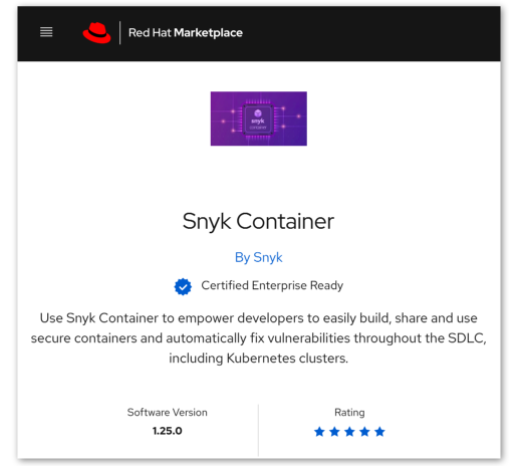 Red Hat Marketplace
snyk
container
Snyk Container
By Snyk
Certified Enterprise Ready
Use Snyk Container to empower developers to easily build, share and use
secure containers and automatically fix vulnerabilities throughout the SDLC,
including Kubernetes clusters.
Software Version
Rating
1.25.0